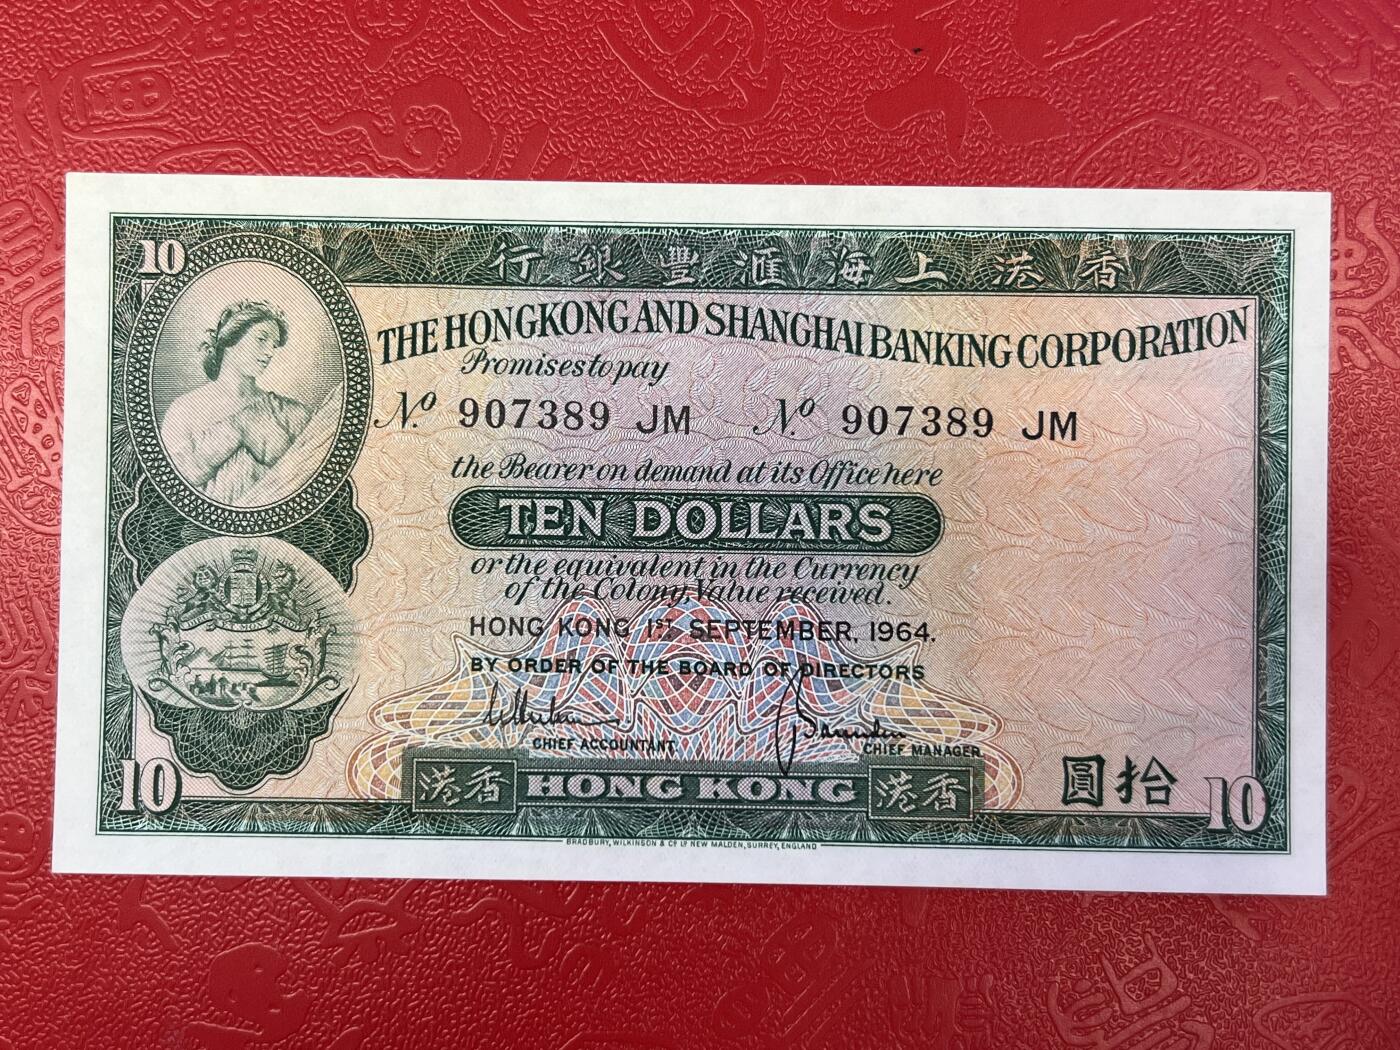 10
行銀豐滙海上港香
THE HONGKONG AND SHANGHAI BANKING CORPORATION
Promises to pay
No. 907389 JM No. 907389 JM
the Bearer on demand at its Office here
TEN DOLLARS
or the equivalent in the Currency
of the Colony, Value received.
HONG KONG 1ST SEPTEMBER, 1964.
BY ORDER OF THE BOARD OF DIRECTORS
CHIEF ACCOUNTANT. CHIEF MANAGER
10 港香 HONG KONG 港香 圓拾 10
BRADBURY, WILKINSON & Co. Ld. NEW MALDEN, SURREY, ENGLAND